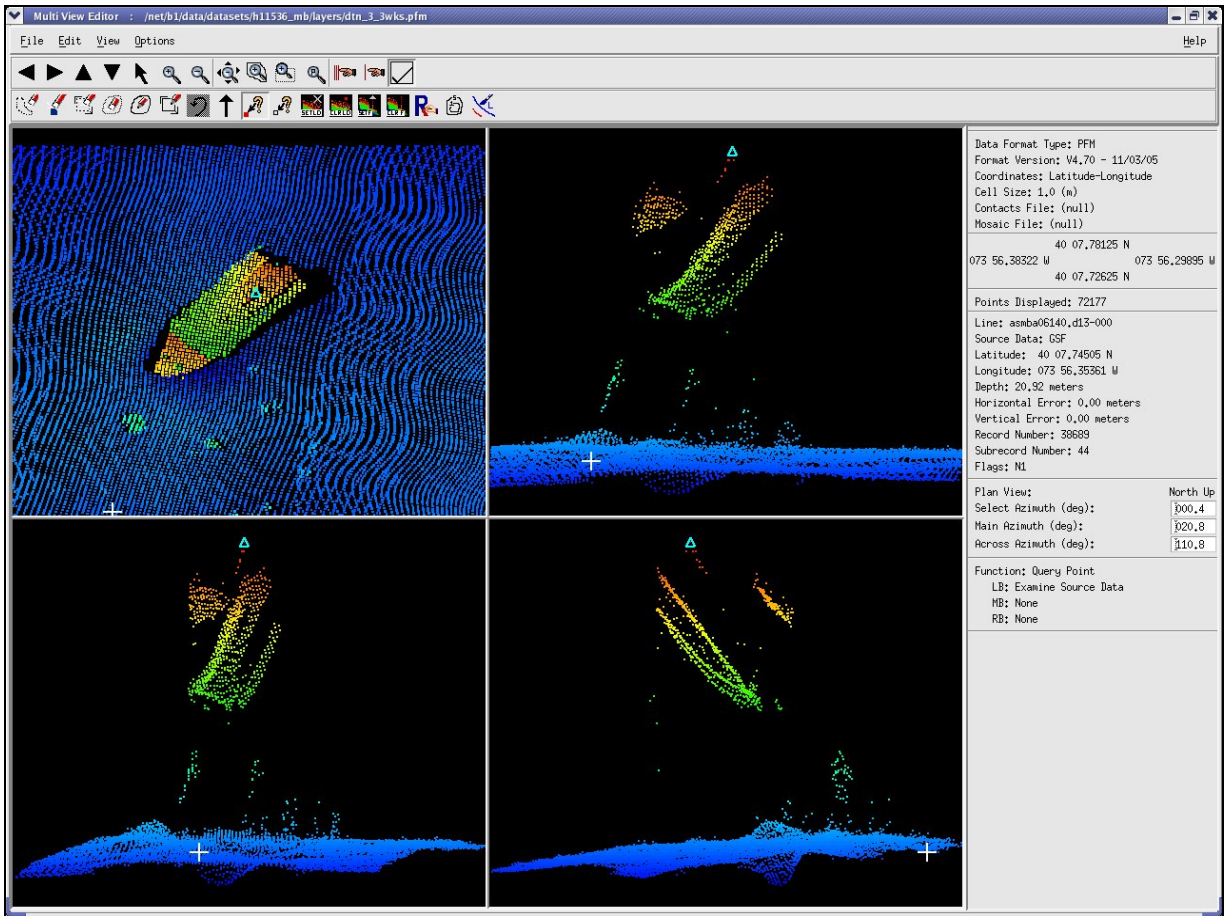 Multi View Editor : /net/b1/data/datasets/h11536_mb/layers/dtn_3_3wks.pfm
File Edit View Options Help
SETLD CLR LD SETF CLR F R
Data Format Type: PFM
Format Version: V4.70 - 11/03/05
Coordinates: Latitude-Longitude
Cell Size: 1.0 (m)
Contacts File: (null)
Mosaic File: (null)
40 07.78125 N
073 56.38322 W 073 56.29895 W
40 07.72625 N
Points Displayed: 72177
Line: asmba06140.d13-000
Source Data: GSF
Latitude: 40 07.74505 N
Longitude: 073 56.35361 W
Depth: 20.92 meters
Horizontal Error: 0.00 meters
Vertical Error: 0.00 meters
Record Number: 38689
Subrecord Number: 44
Flags: N1
Plan View: North Up
Select Azimuth (deg): 000.4
Main Azimuth (deg): 020.8
Across Azimuth (deg): 110.8
Function: Query Point
LB: Examine Source Data
MB: None
RB: None